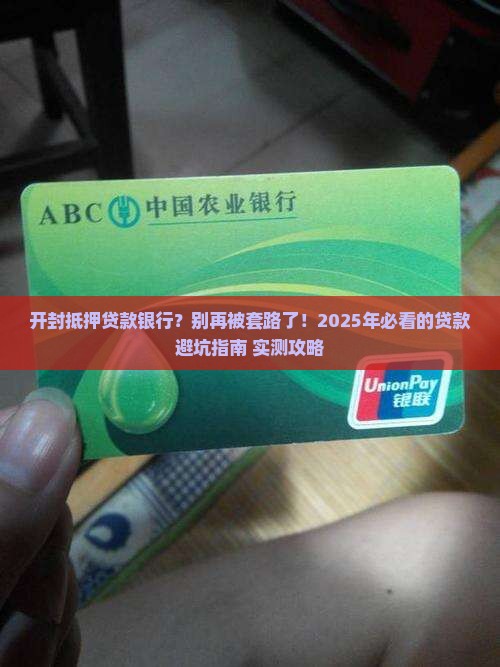 ABC 中国农业银行
开封抵押贷款银行？别再被套路了！2025年必看的贷款
避坑指南 实测攻略
UnionPay
银联